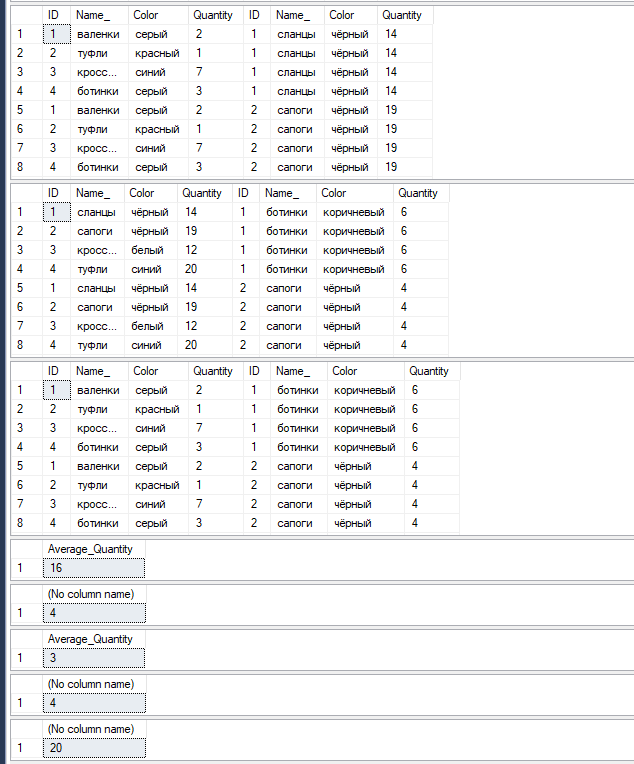 ID Name_ Color Quantity ID Name_ Color Quantity
1 1 валенки серый 2 1 сланцы чёрный 14
2 2 туфли красный 1 1 сланцы чёрный 14
3 3 кросс... синий 7 1 сланцы чёрный 14
4 4 ботинки серый 3 1 сланцы чёрный 14
5 1 валенки серый 2 2 сапоги чёрный 19
6 2 туфли красный 1 2 сапоги чёрный 19
7 3 кросс... синий 7 2 сапоги чёрный 19
8 4 ботинки серый 3 2 сапоги чёрный 19
ID Name_ Color Quantity ID Name_ Color Quantity
1 1 сланцы чёрный 14 1 ботинки коричневый 6
2 2 сапоги чёрный 19 1 ботинки коричневый 6
3 3 кросс... белый 12 1 ботинки коричневый 6
4 4 туфли синий 20 1 ботинки коричневый 6
5 1 сланцы чёрный 14 2 сапоги чёрный 4
6 2 сапоги чёрный 19 2 сапоги чёрный 4
7 3 кросс... белый 12 2 сапоги чёрный 4
8 4 туфли синий 20 2 сапоги чёрный 4
ID Name_ Color Quantity ID Name_ Color Quantity
1 1 валенки серый 2 1 ботинки коричневый 6
2 2 туфли красный 1 1 ботинки коричневый 6
3 3 кросс... синий 7 1 ботинки коричневый 6
4 4 ботинки серый 3 1 ботинки коричневый 6
5 1 валенки серый 2 2 сапоги чёрный 4
6 2 туфли красный 1 2 сапоги чёрный 4
7 3 кросс... синий 7 2 сапоги чёрный 4
8 4 ботинки серый 3 2 сапоги чёрный 4
Average_Quantity
1 16
(No column name)
1 4
Average_Quantity
1 3
(No column name)
1 4
(No column name)
1 20